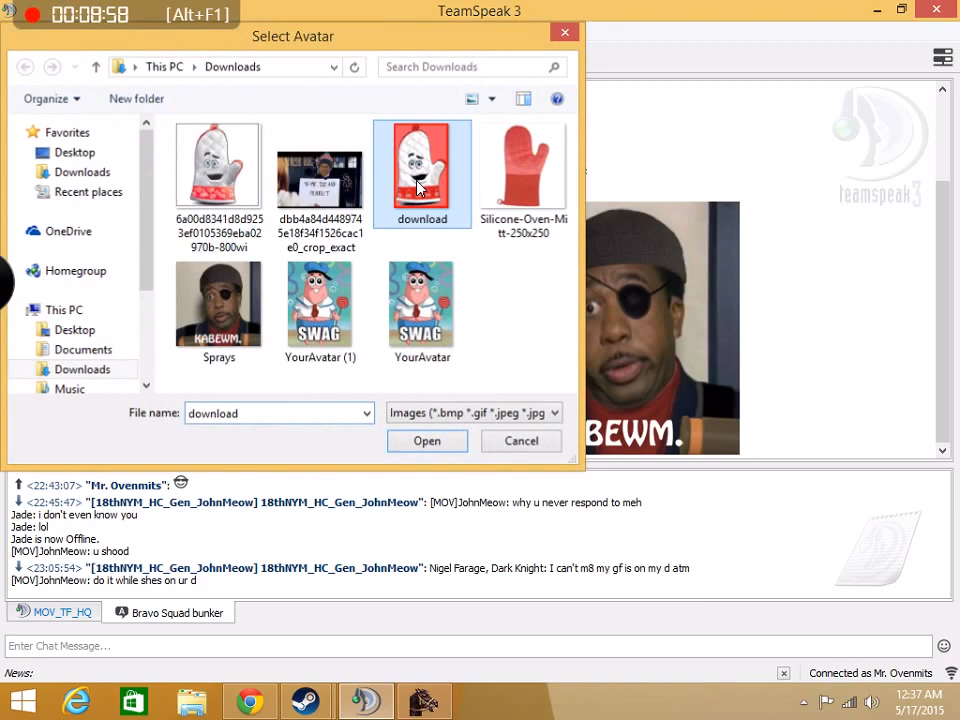 00:08:58 [Alt+F1]
TeamSpeak 3
Select Avatar
This PC Downloads
Search Downloads
Organize
New folder
Favorites
Desktop
Downloads
Recent places
OneDrive
Homegroup
This PC
Desktop
Documents
Downloads
Music
6a00d8341d8d925
3ef0105369eba02
970b-800wi
dbb4a84d448974
5e18f34f1526cac1
e0_crop_exact
download
Silicone-Oven-Mi
tt-250x250
KABEWM.
Sprays
SWAG
YourAvatar (1)
SWAG
YourAvatar
File name: download
Images (*.bmp *.gif *.jpeg *.jpg
Open
Cancel
teamspeak3
BEWM.
<22:43:07> "Mr. Ovenmits":
<22:45:47> "[18thNYM_HC_Gen_JohnMeow] 18thNYM_HC_Gen_JohnMeow": [MOV]JohnMeow: why u never respond to meh
Jade: i don't even know you
Jade: lol
Jade is now Offline.
[MOV]JohnMeow: u shood
<23:05:54> "[18thNYM_HC_Gen_JohnMeow] 18thNYM_HC_Gen_JohnMeow": Nigel Farage, Dark Knight: I can't m8 my gf is on my d atm
[MOV]JohnMeow: do it while shes on ur d
MOV_TF_HQ
Bravo Squad bunker
Enter Chat Message...
News:
Connected as Mr. Ovenmits
12:37 AM
5/17/2015